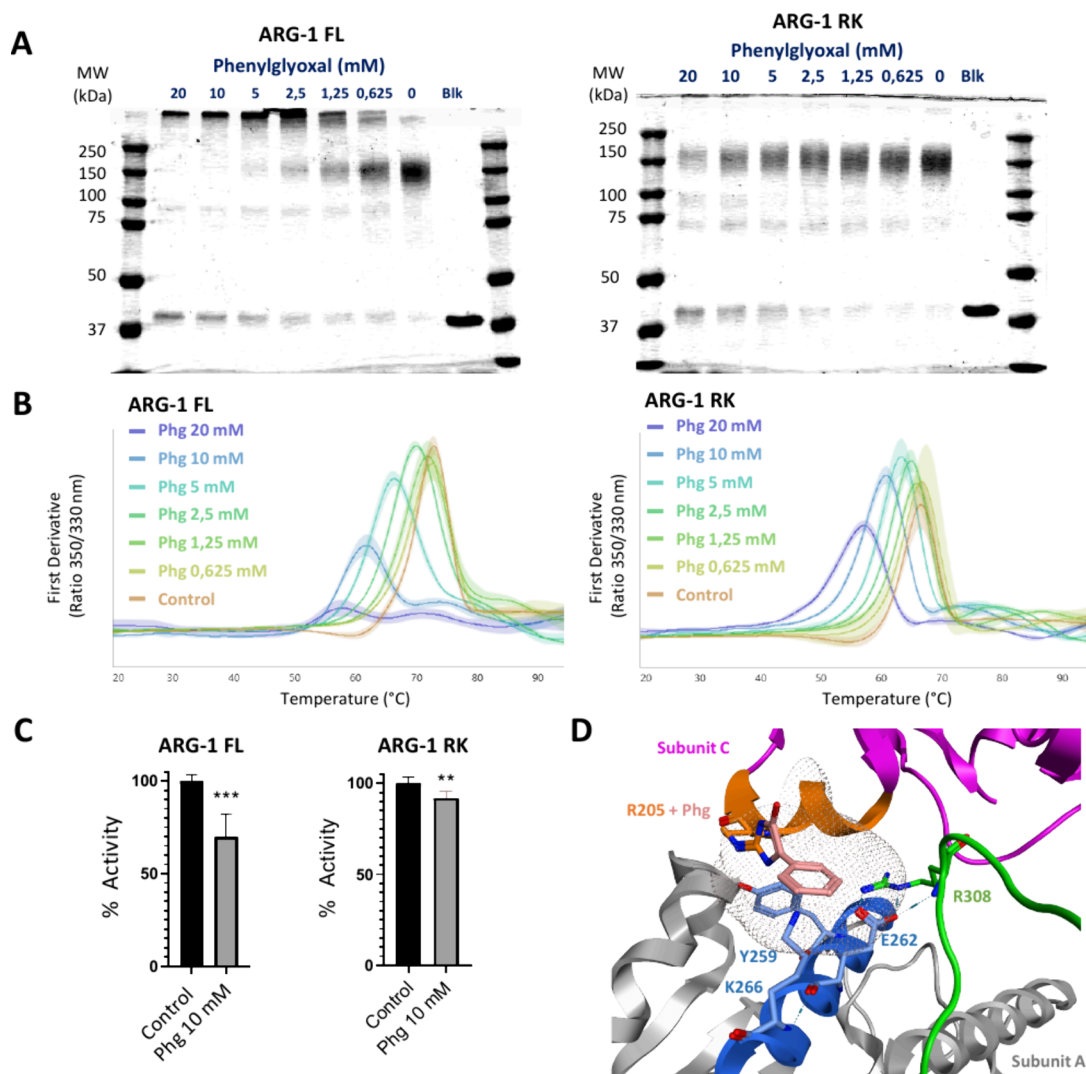 A
ARG-1 FL
Phenylglyoxal (mM)
MW
(kDa)
20 10 5 2,5 1,25 0,625 0 Blk
250
150
100
75
50
37
ARG-1 RK
Phenylglyoxal (mM)
MW
(kDa)
20 10 5 2,5 1,25 0,625 0 Blk
250
150
100
75
50
37
B
ARG-1 FL
Phg 20 mM
Phg 10 mM
Phg 5 mM
Phg 2,5 mM
Phg 1,25 mM
Phg 0,625 mM
Control
First Derivative
(Ratio 350/330 nm)
20 30 40 50 60 70 80 90
Temperature (°C)
ARG-1 RK
Phg 20 mM
Phg 10 mM
Phg 5 mM
Phg 2,5 mM
Phg 1,25 mM
Phg 0,625 mM
Control
First Derivative
(Ratio 350/330 nm)
20 30 40 50 60 70 80 90
Temperature (°C)
C
ARG-1 FL
% Activity
100
50
0
***
Control
Phg 10 mM
ARG-1 RK
% Activity
100
50
0
**
Control
Phg 10 mM
D
Subunit C
R205 + Phg
R308
E262
Y259
K266
Subunit A